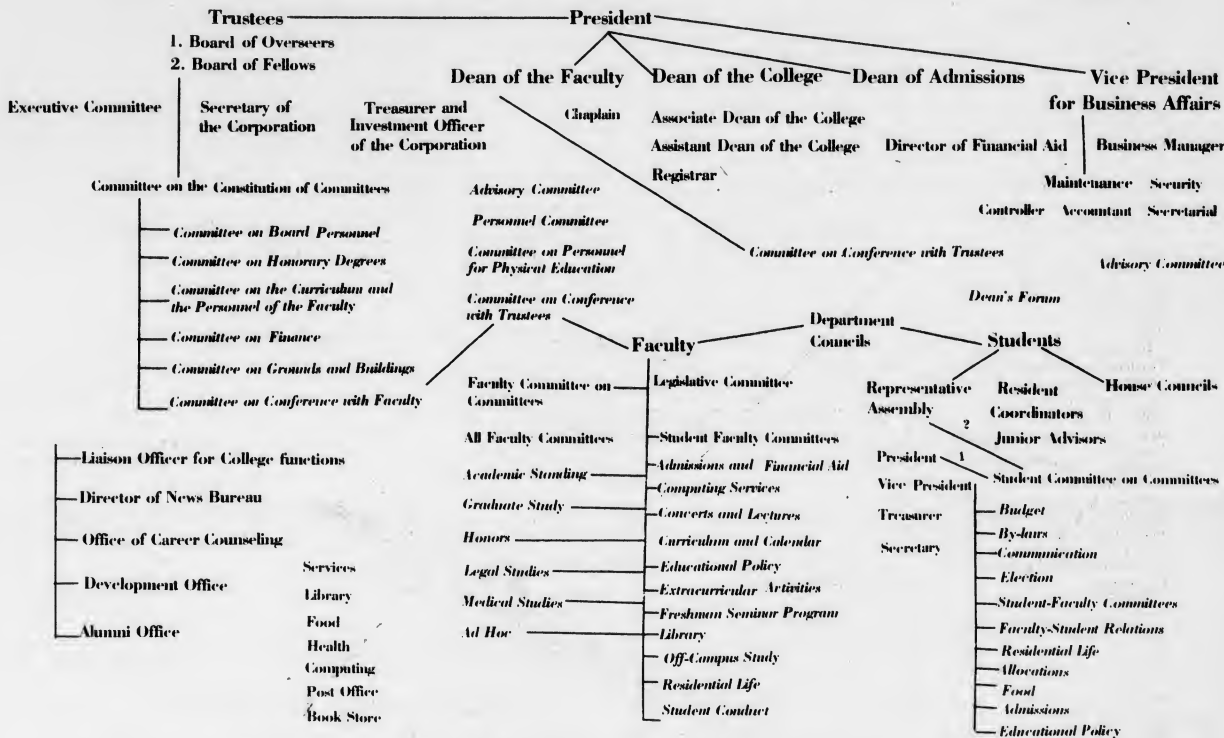 Trustees
President
1. Board of Overseers
2. Board of Fellows
Dean of the Faculty
Dean of the College
Dean of Admissions
Vice President
for Business Affairs
Executive Committee
Secretary of
the Corporation
Treasurer and
Investment Officer
of the Corporation
Chaplain
Associate Dean of the College
Assistant Dean of the College
Registrar
Director of Financial Aid
Business Manager
Maintenance
Security
Controller
Accountant
Secretarial
Committee on the Constitution of Committees
Committee on Board Personnel
Committee on Honorary Degrees
Committee on the Curriculum and
the Personnel of the Faculty
Committee on Finance
Committee on Grounds and Buildings
Committee on Conference with Faculty
Advisory Committee
Personnel Committee
Committee on Personnel
for Physical Education
Committee on Conference
with Trustees
Committee on Conference with Trustees
Advisory Committee
Dean's Forum
Department
Councils
Faculty
Students
Faculty Committee on
Committees
Legislative Committee
All Faculty Committees
Academic Standing
Graduate Study
Honors
Legal Studies
Medical Studies
Ad Hoc
Student Faculty Committees
Admissions and Financial Aid
Computing Services
Concerts and Lectures
Curriculum and Calendar
Educational Policy
Extracurricular Activities
Freshman Seminar Program
Library
Off-Campus Study
Residential Life
Student Conduct
Representative
Assembly
Resident
Coordinators
Junior Advisors
House Councils
2
President
1
Vice President
Treasurer
Secretary
Student Committee on Committees
Budget
By-laws
Communication
Election
Student-Faculty Committees
Faculty-Student Relations
Residential Life
Allocations
Food
Admissions
Educational Policy
Liaison Officer for College functions
Director of News Bureau
Office of Career Counseling
Development Office
Alumni Office
Services
Library
Food
Health
Computing
Post Office
Book Store